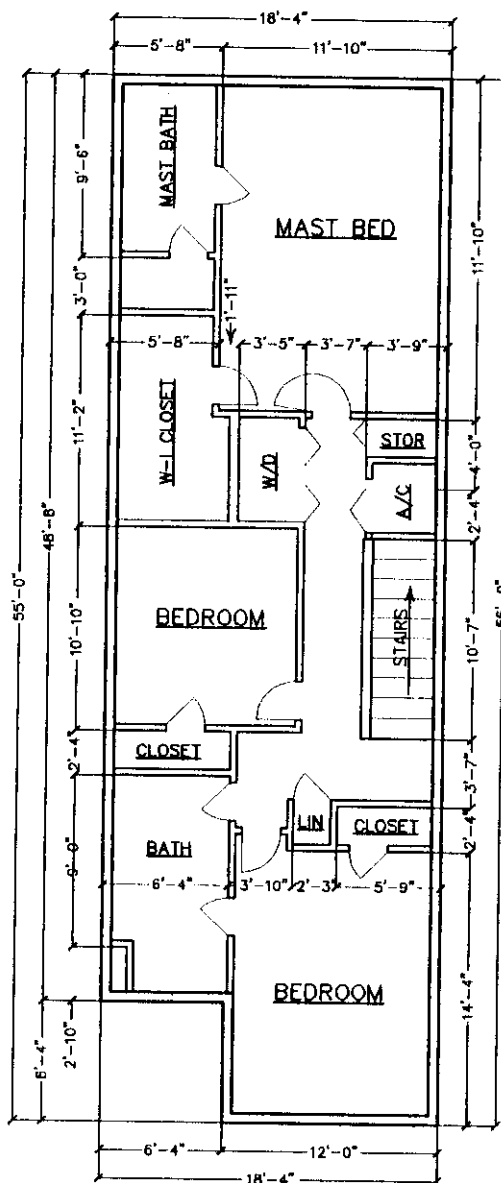 18'-4"
5'-8"
11'-10"
MAST BATH
9'-6"
MAST BED
11'-10"
3'-0"
1'-11"
5'-8"
3'-5"
3'-7"
3'-9"
W-I CLOSET
11'-2"
W/D
STOR
4'-0"
A/C
2'-4"
48'-8"
55'-0"
BEDROOM
10'-10"
STAIRS
10'-7"
CLOSET
2'-4"
3'-7"
LIN
CLOSET
2'-4"
BATH
9'-0"
6'-4"
3'-10"
2'-3"
5'-9"
BEDROOM
14'-4"
2'-10"
6'-4"
6'-4"
12'-0"
18'-4"